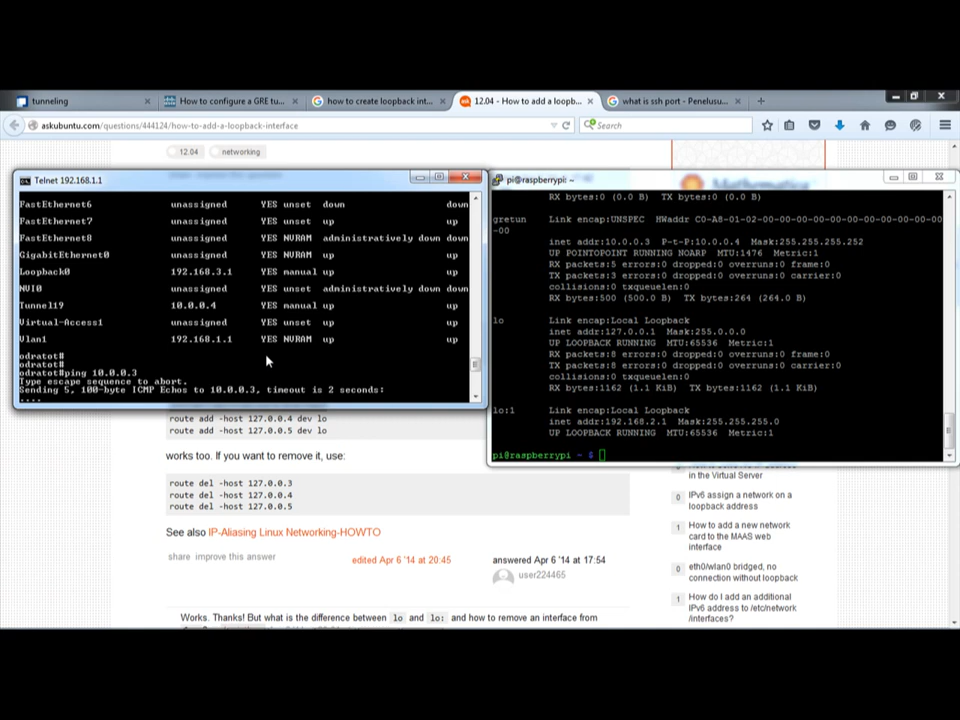 tunneling
How to configure a GRE tu...
how to create loopback int...
12.04 - How to add a loopb...
what is ssh port - Penelusu...
askubuntu.com/questions/444124/how-to-add-a-loopback-interface
Search
12.04
networking
Telnet 192.168.1.1
FastEthernet6 unassigned YES unset down down
FastEthernet7 unassigned YES unset up up
FastEthernet8 unassigned YES NVRAM administratively down down
GigabitEthernet0 unassigned YES NVRAM up up
Loopback0 192.168.3.1 YES manual up up
NVI0 unassigned YES unset administratively down down
Tunnel19 10.0.0.4 YES manual up up
Virtual-Access1 unassigned YES unset up up
Vlan1 192.168.1.1 YES NVRAM up up
odratot#
odratot#
odratot#ping 10.0.0.3
Type escape sequence to abort.
Sending 5, 100-byte ICMP Echos to 10.0.0.3, timeout is 2 seconds:
....
pi@raspberrypi: ~
RX bytes:0 (0.0 B) TX bytes:0 (0.0 B)
gretun Link encap:UNSPEC HWaddr C0-A8-01-02-00-00-00-00-00-00-00-00-00-00-00
-00
inet addr:10.0.0.3 P-t-P:10.0.0.4 Mask:255.255.255.252
UP POINTOPOINT RUNNING NOARP MTU:1476 Metric:1
RX packets:5 errors:0 dropped:0 overruns:0 frame:0
TX packets:3 errors:0 dropped:0 overruns:0 carrier:0
collisions:0 txqueuelen:0
RX bytes:500 (500.0 B) TX bytes:264 (264.0 B)
lo Link encap:Local Loopback
inet addr:127.0.0.1 Mask:255.0.0.0
UP LOOPBACK RUNNING MTU:65536 Metric:1
RX packets:8 errors:0 dropped:0 overruns:0 frame:0
TX packets:8 errors:0 dropped:0 overruns:0 carrier:0
collisions:0 txqueuelen:0
RX bytes:1162 (1.1 KiB) TX bytes:1162 (1.1 KiB)
lo:1 Link encap:Local Loopback
inet addr:192.168.2.1 Mask:255.255.255.0
UP LOOPBACK RUNNING MTU:65536 Metric:1
pi@raspberrypi ~ $
route add -host 127.0.0.4 dev lo
route add -host 127.0.0.5 dev lo
works too. If you want to remove it, use:
route del -host 127.0.0.3
route del -host 127.0.0.4
route del -host 127.0.0.5
See also IP-Aliasing Linux Networking-HOWTO
share improve this answer
edited Apr 6 '14 at 20:45
answered Apr 6 '14 at 17:54
user224465
Works. Thanks! But what is the difference between lo and lo: and how to remove an interface from
in the Virtual Server
0 IPv6 assign a network on a
loopback address
1 How to add a new network
card to the MAAS web
interface
0 eth0/wlan0 bridged, no
connection without loopback
1 How do I add an additional
IPv6 address to /etc/network
/interfaces?